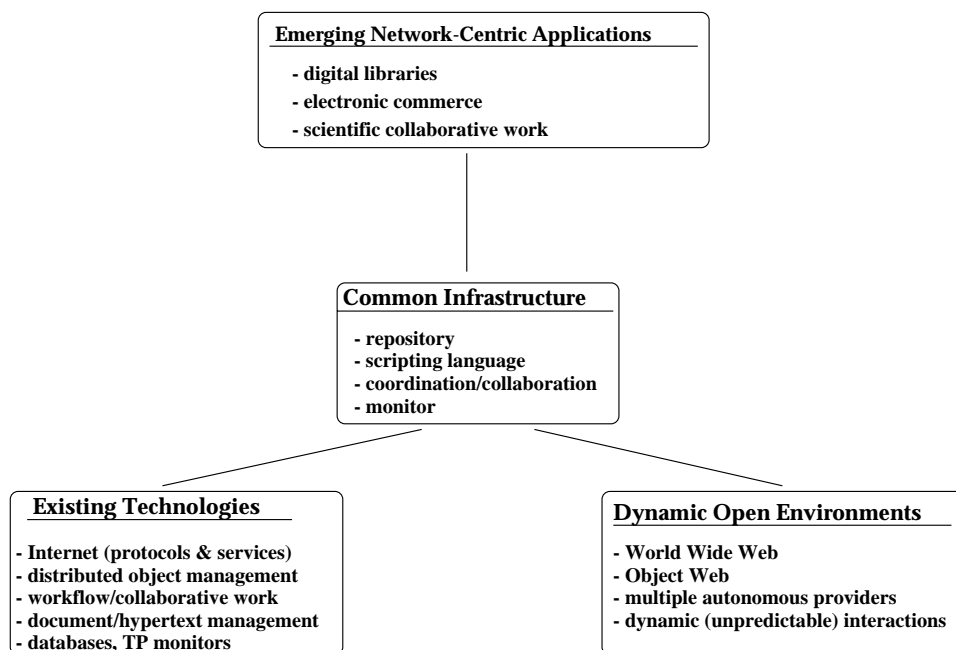 Emerging Network-Centric Applications
- digital libraries
- electronic commerce
- scientific collaborative work
Common Infrastructure
- repository
- scripting language
- coordination/collaboration
- monitor
Existing Technologies
- Internet (protocols & services)
- distributed object management
- workflow/collaborative work
- document/hypertext management
- databases, TP monitors
Dynamic Open Environments
- World Wide Web
- Object Web
- multiple autonomous providers
- dynamic (unpredictable) interactions